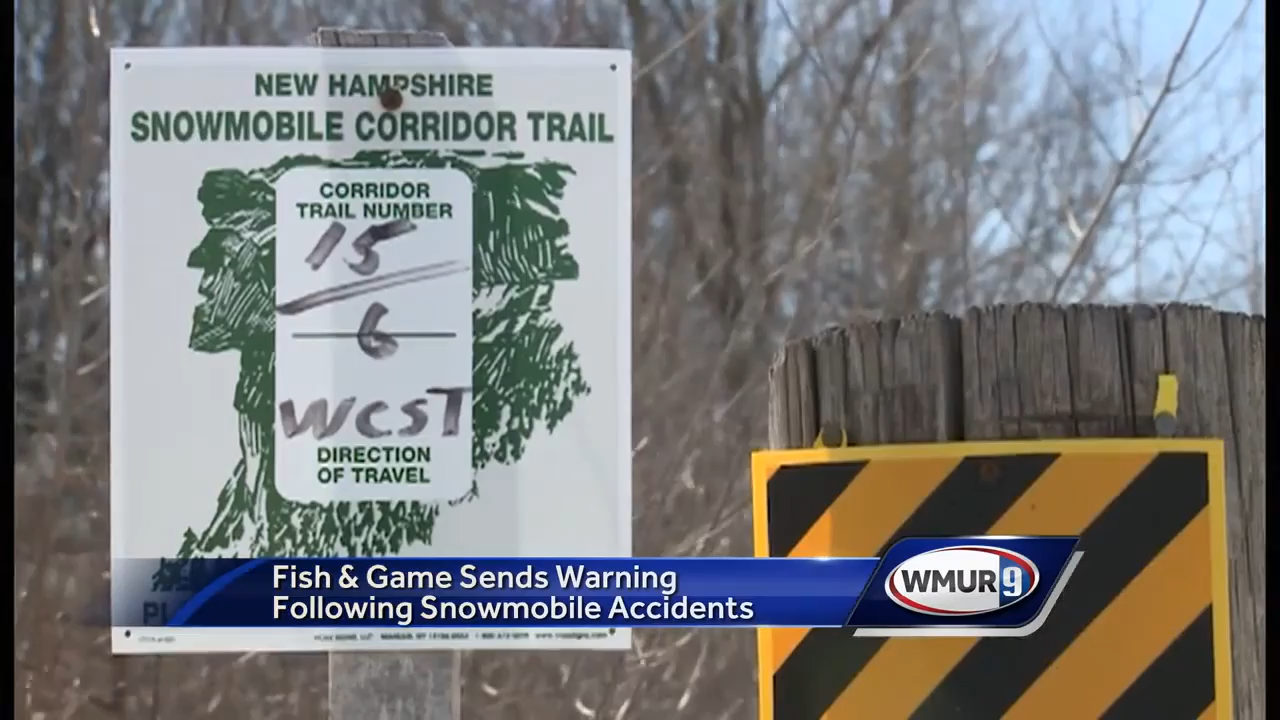 NEW HAMPSHIRE
SNOWMOBILE CORRIDOR TRAIL
CORRIDOR
TRAIL NUMBER
15
6
WCST
DIRECTION
OF TRAVEL
Fish & Game Sends Warning
Following Snowmobile Accidents
WMUR9